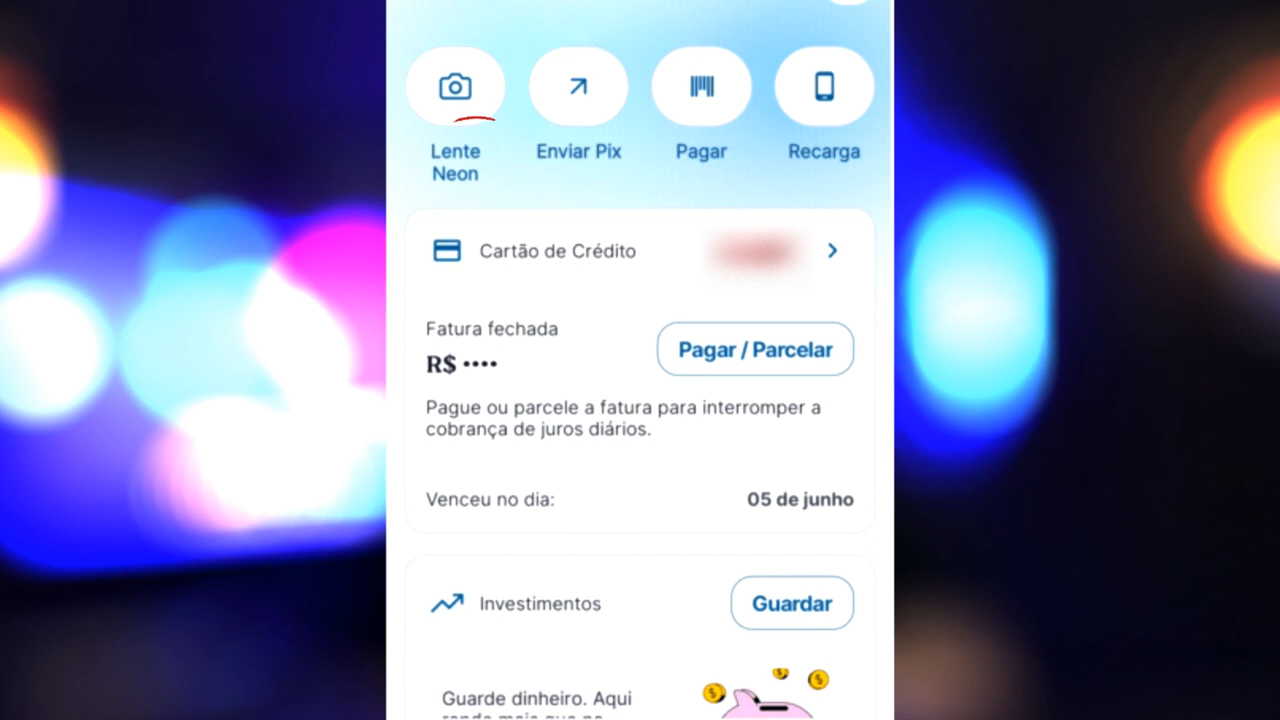 Lente
Neon
Enviar Pix
Pagar
Recarga
Cartão de Crédito
Fatura fechada
R$ ••••
Pagar / Parcelar
Pague ou parcele a fatura para interromper a
cobrança de juros diários.
Venceu no dia:
05 de junho
Investimentos
Guardar
Guarde dinheiro. Aqui